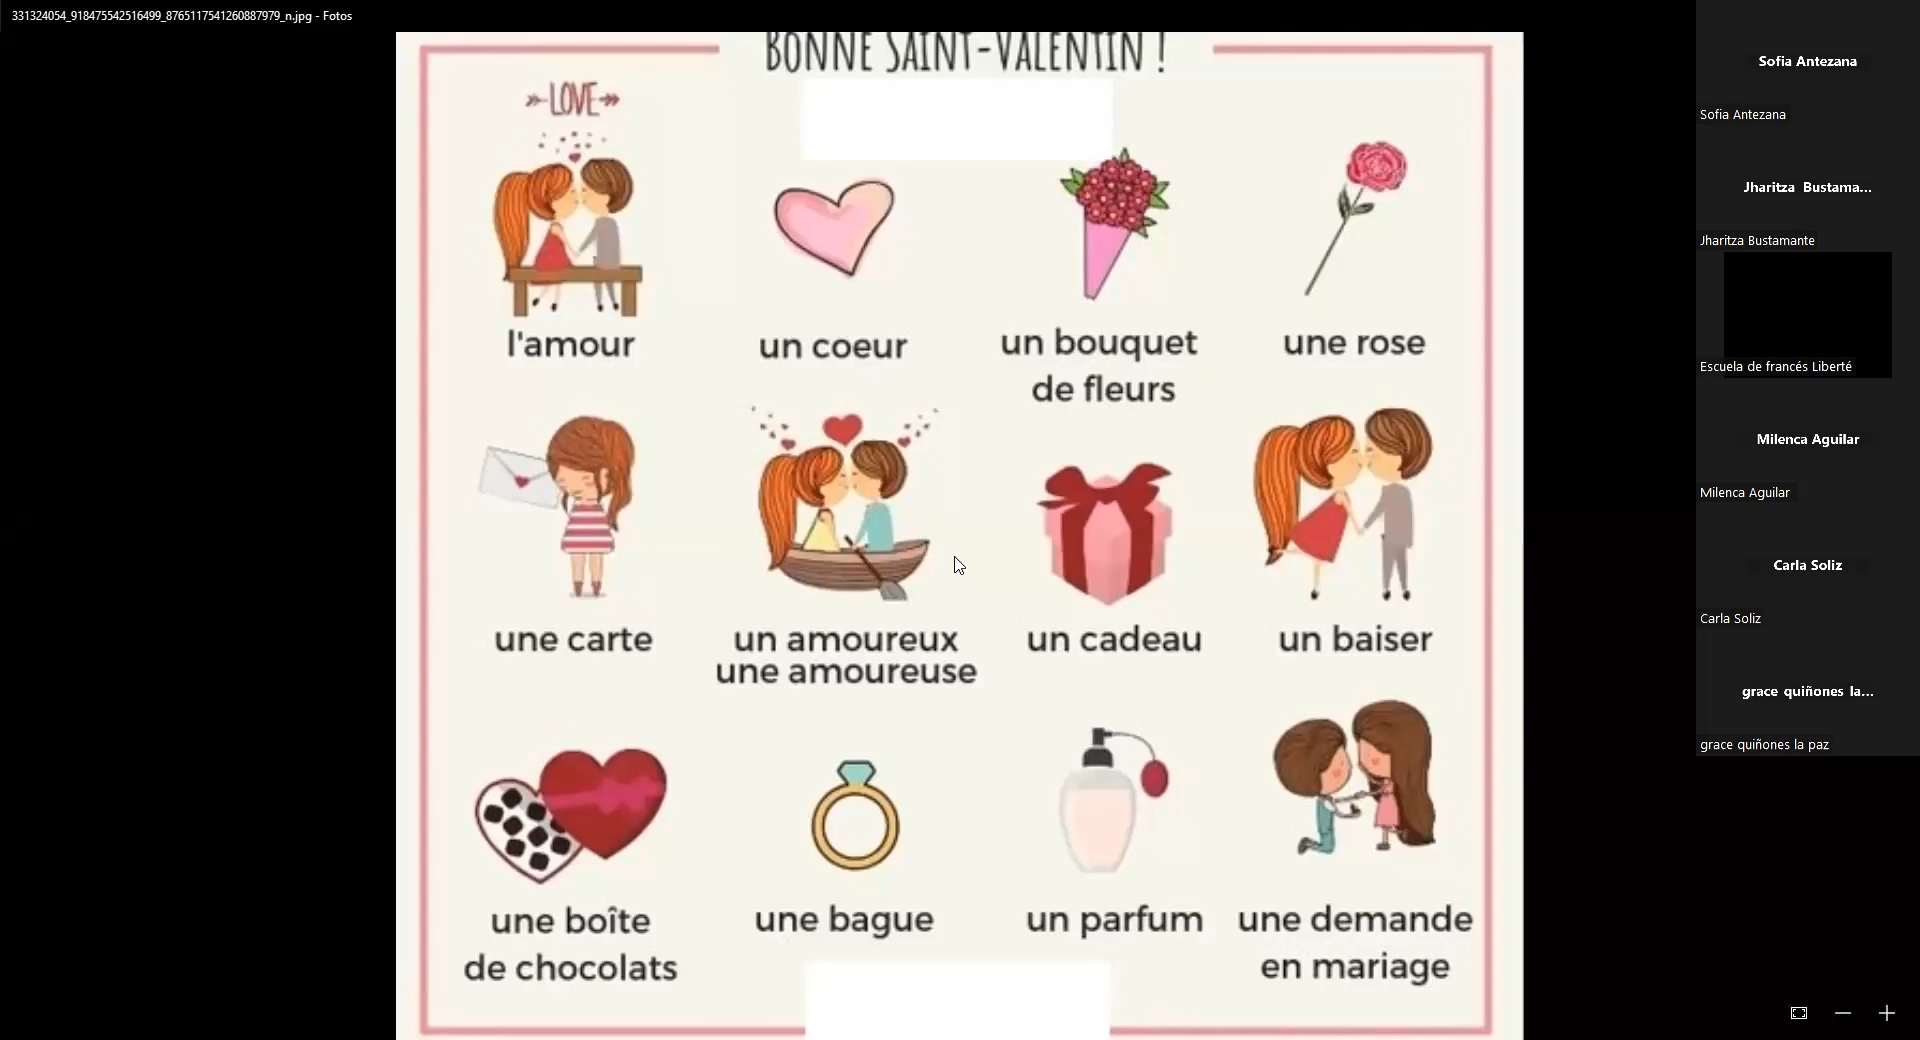 331324054_918475542516499_8765117541260887979_n.jpg - Fotos
BONNE SAINT-VALENTIN !
LOVE
l'amour
un coeur
un bouquet
de fleurs
une rose
une carte
un amoureux
une amoureuse
un cadeau
un baiser
une boîte
de chocolats
une bague
un parfum
une demande
en mariage
Sofia Antezana
Sofia Antezana
Jharitza Bustama...
Jharitza Bustamante
Escuela de francés Liberté
Milenca Aguilar
Milenca Aguilar
Carla Soliz
Carla Soliz
grace quiñones la...
grace quiñones la paz